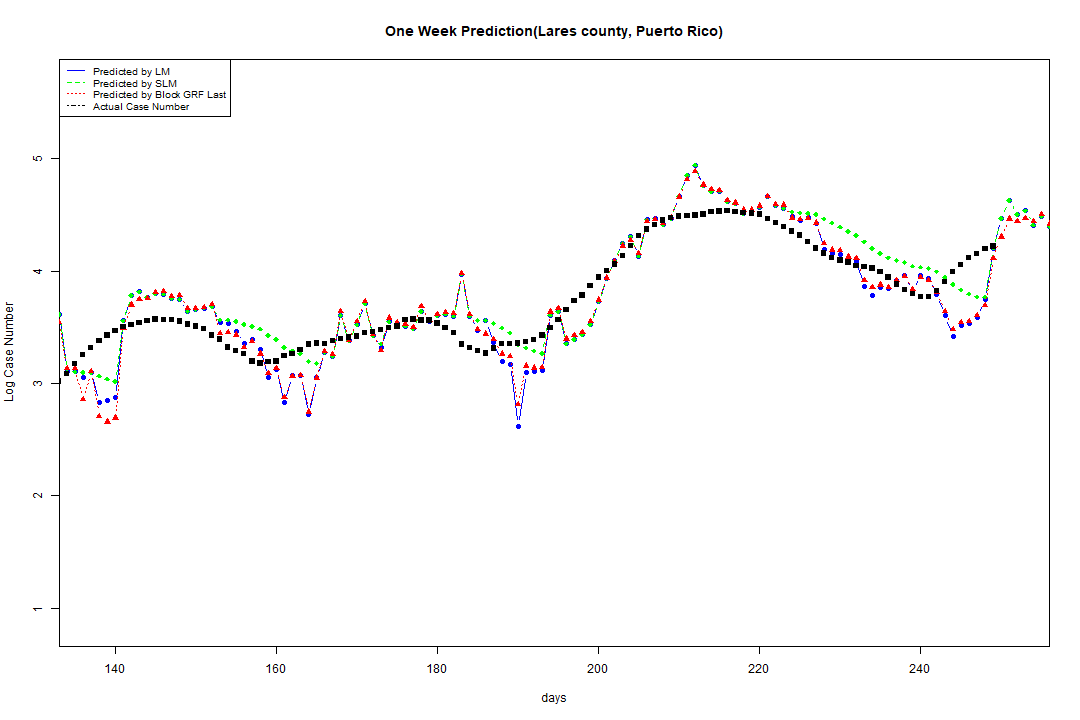 One Week Prediction(Lares county, Puerto Rico)
Predicted by LM
Predicted by SLM
Predicted by Block GRF Last
Actual Case Number
5
4
3
2
1
Log Case Number
140 160 180 200 220 240
days